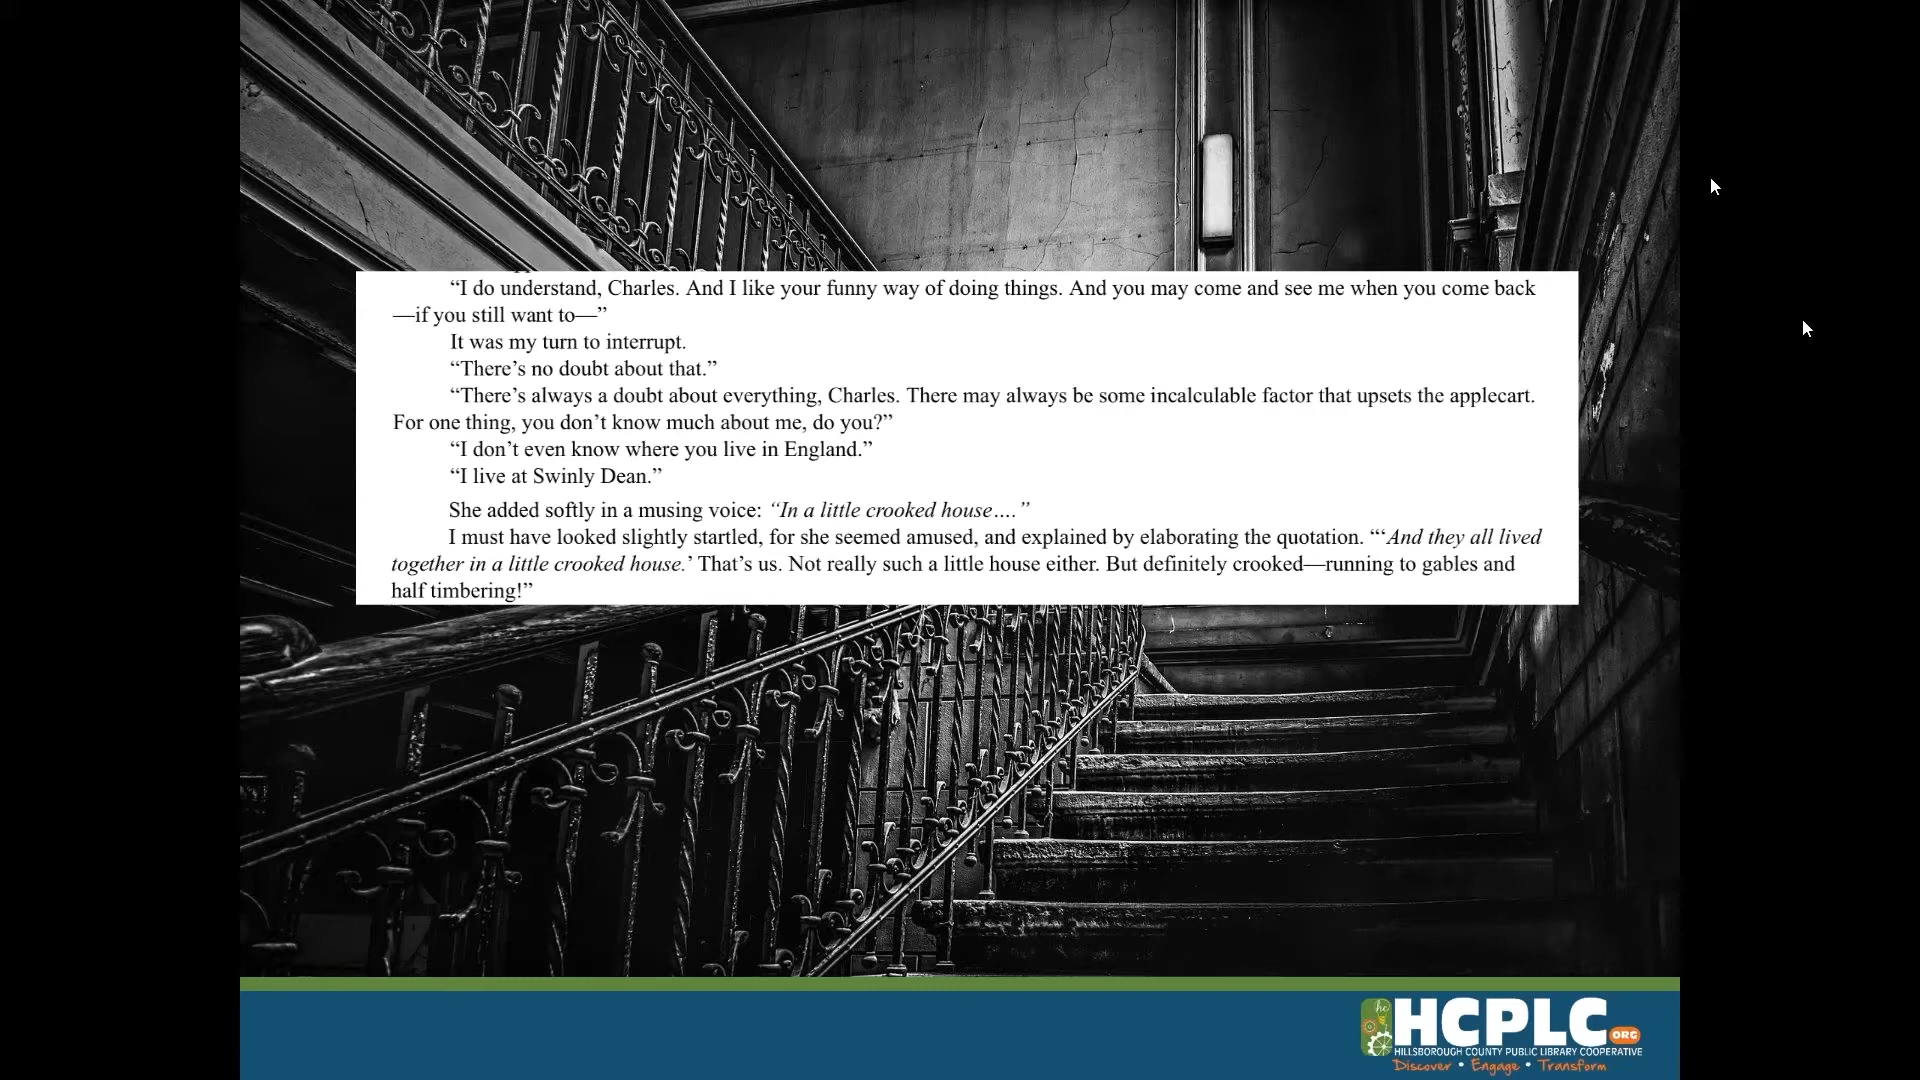 “I do understand, Charles. And I like your funny way of doing things. And you may come and see me when you come back
—if you still want to—”
It was my turn to interrupt.
“There’s no doubt about that.”
“There’s always a doubt about everything, Charles. There may always be some incalculable factor that upsets the applecart.
For one thing, you don’t know much about me, do you?”
“I don’t even know where you live in England.”
“I live at Swinly Dean.”
She added softly in a musing voice: “In a little crooked house….”
I must have looked slightly startled, for she seemed amused, and explained by elaborating the quotation. “‘And they all lived
together in a little crooked house.’ That’s us. Not really such a little house either. But definitely crooked—running to gables and
half timbering!”
hc
HCPLC.ORG
HILLSBOROUGH COUNTY PUBLIC LIBRARY COOPERATIVE
Discover • Engage • Transform